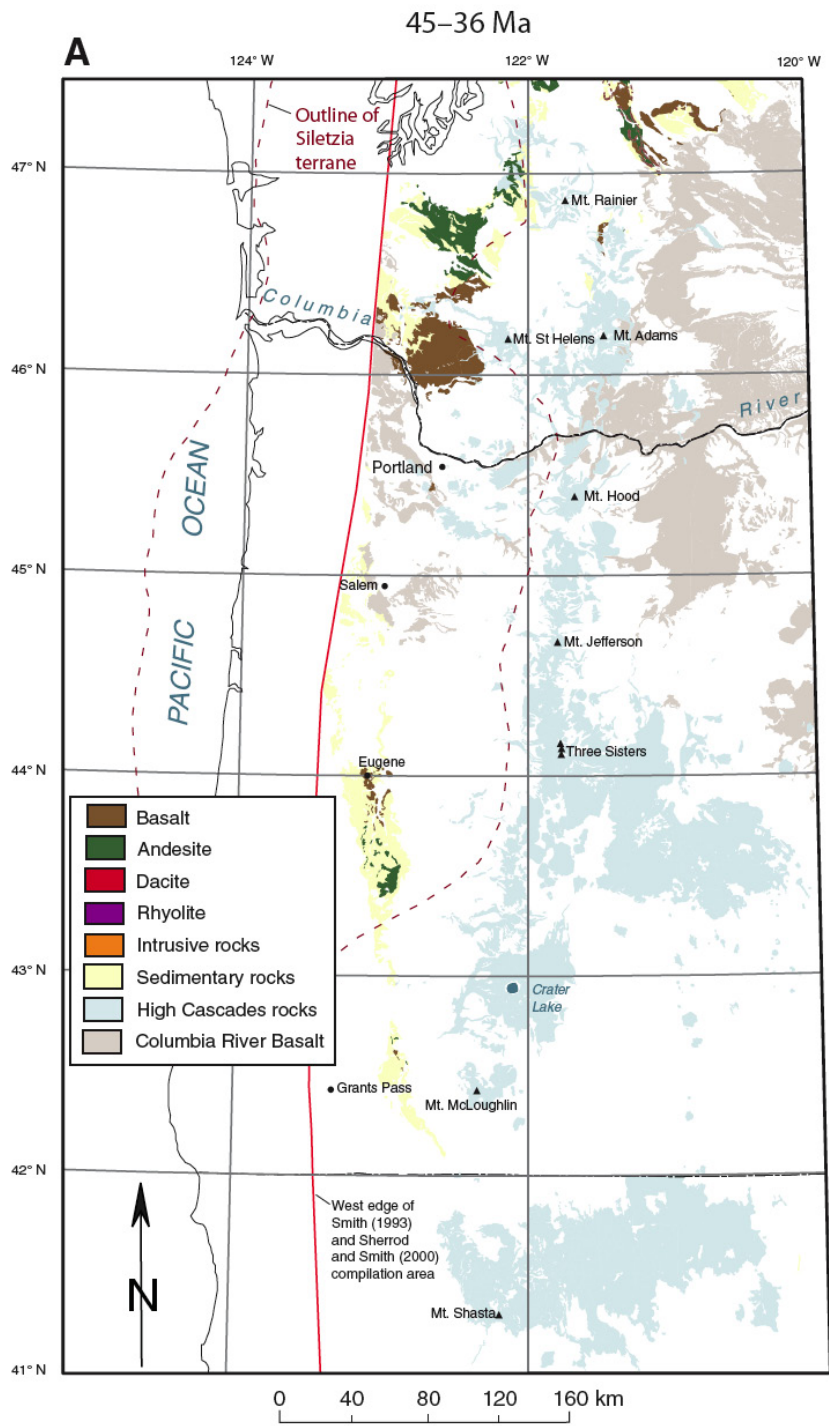 45–36 Ma
A
124° W
122° W
120° W
Outline of
Siletzia
terrane
47° N
Mt. Rainier
Columbia
Mt. St Helens
Mt. Adams
46° N
River
PACIFIC OCEAN
Portland
Mt. Hood
45° N
Salem
Mt. Jefferson
Three Sisters
Eugene
44° N
Basalt
Andesite
Dacite
Rhyolite
Intrusive rocks
Sedimentary rocks
High Cascades rocks
Columbia River Basalt
43° N
Crater
Lake
Grants Pass
Mt. McLoughlin
42° N
West edge of
Smith (1993)
and Sherrod
and Smith (2000)
compilation area
N
Mt. Shasta
41° N
0 40 80 120 160 km